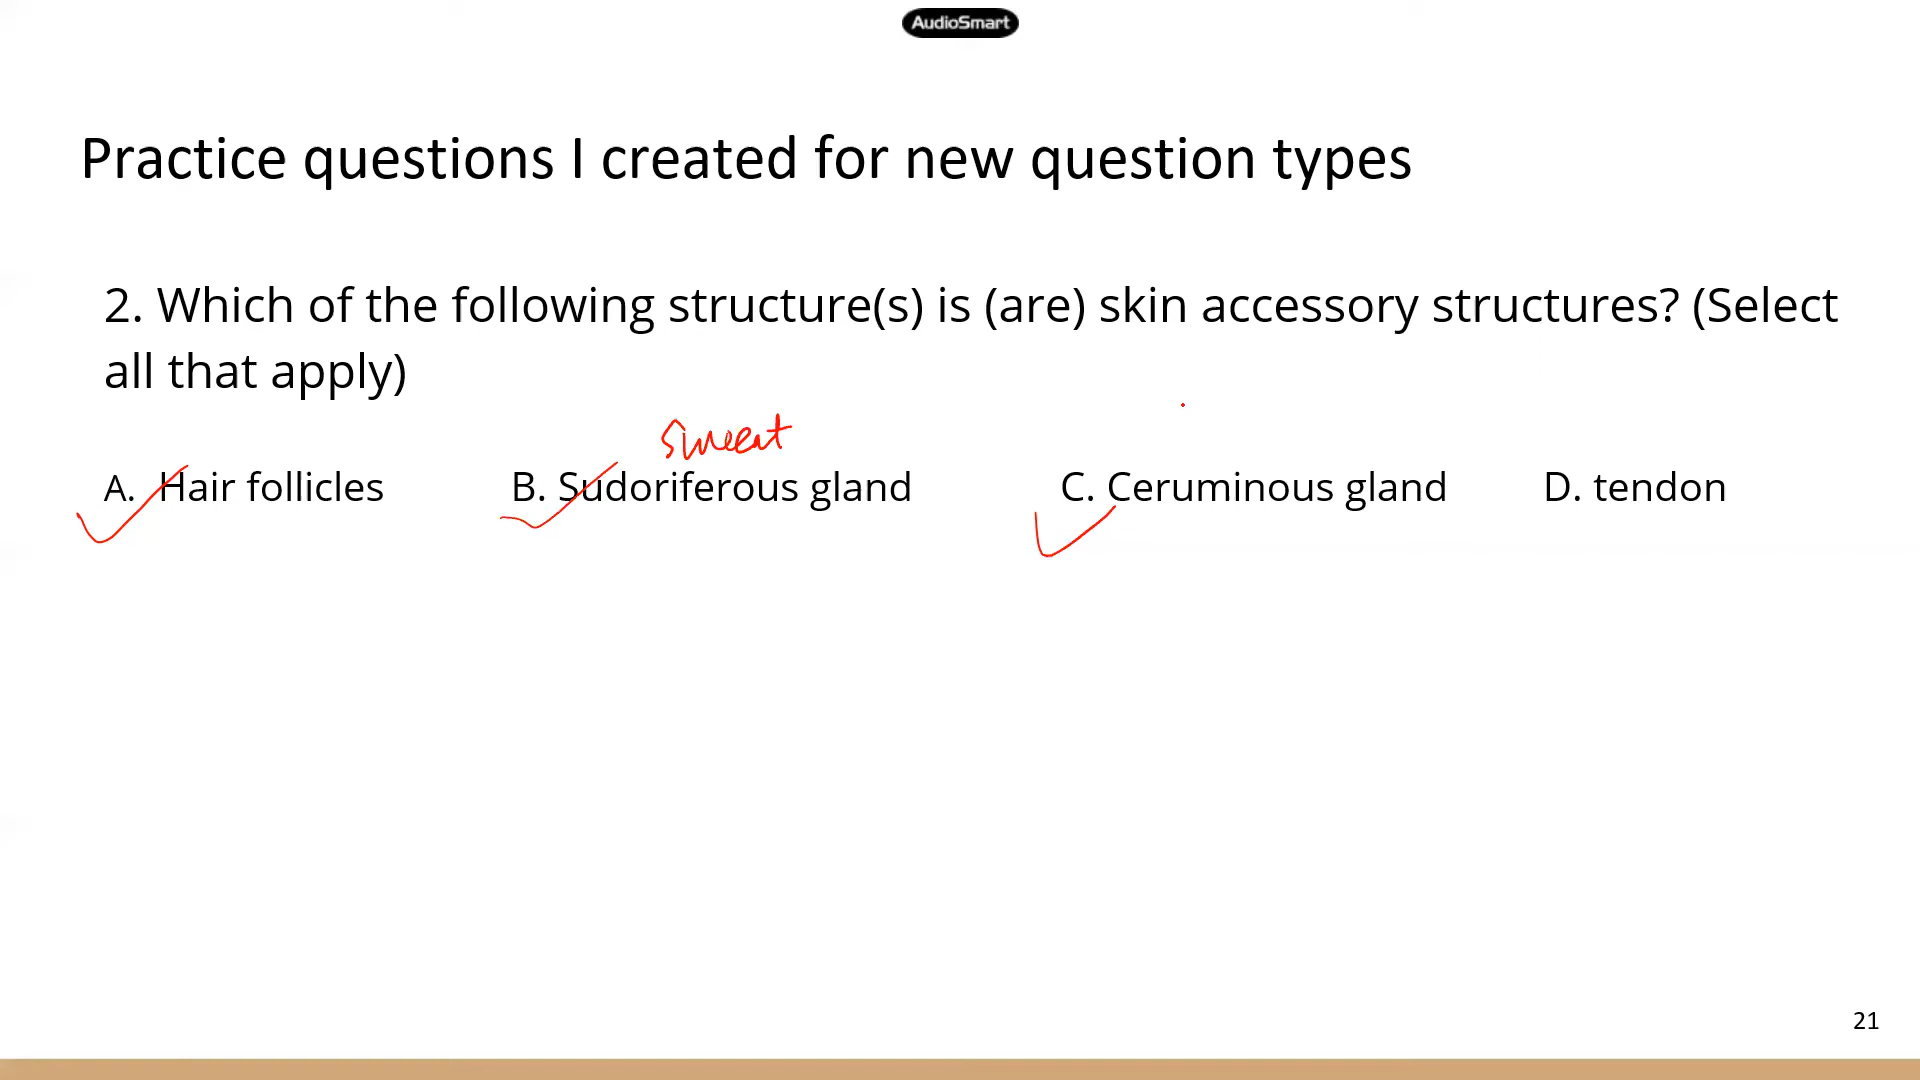 AudioSmart
Practice questions I created for new question types
2. Which of the following structure(s) is (are) skin accessory structures? (Select
all that apply)
sweat
A. Hair follicles B. Sudoriferous gland C. Ceruminous gland D. tendon
21